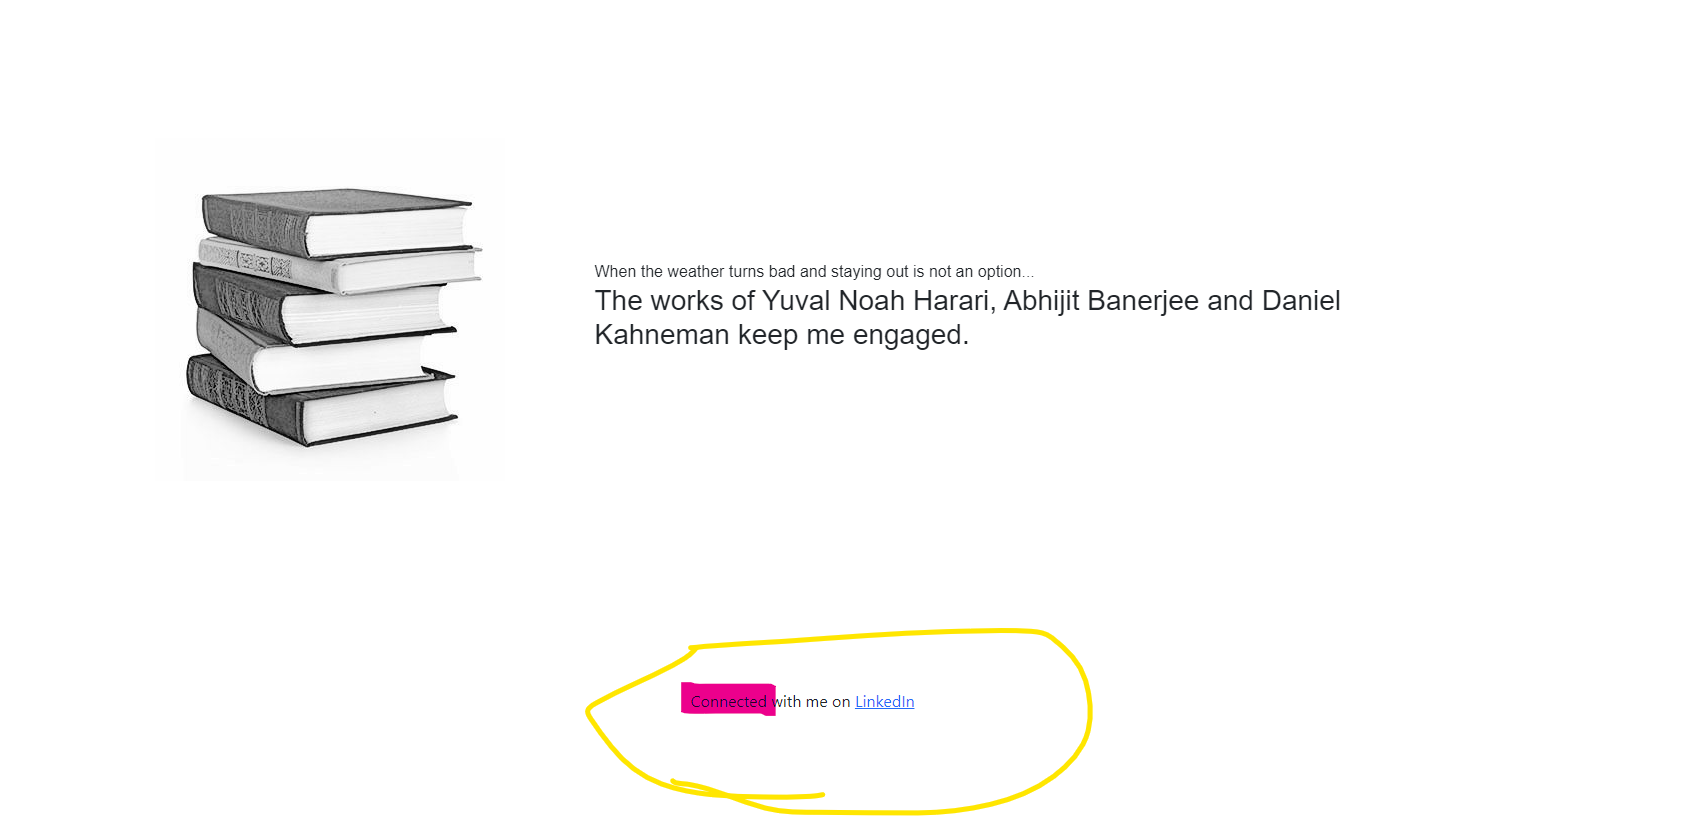 When the weather turns bad and staying out is not an option...
The works of Yuval Noah Harari, Abhijit Banerjee and Daniel
Kahneman keep me engaged.
Connected with me on LinkedIn